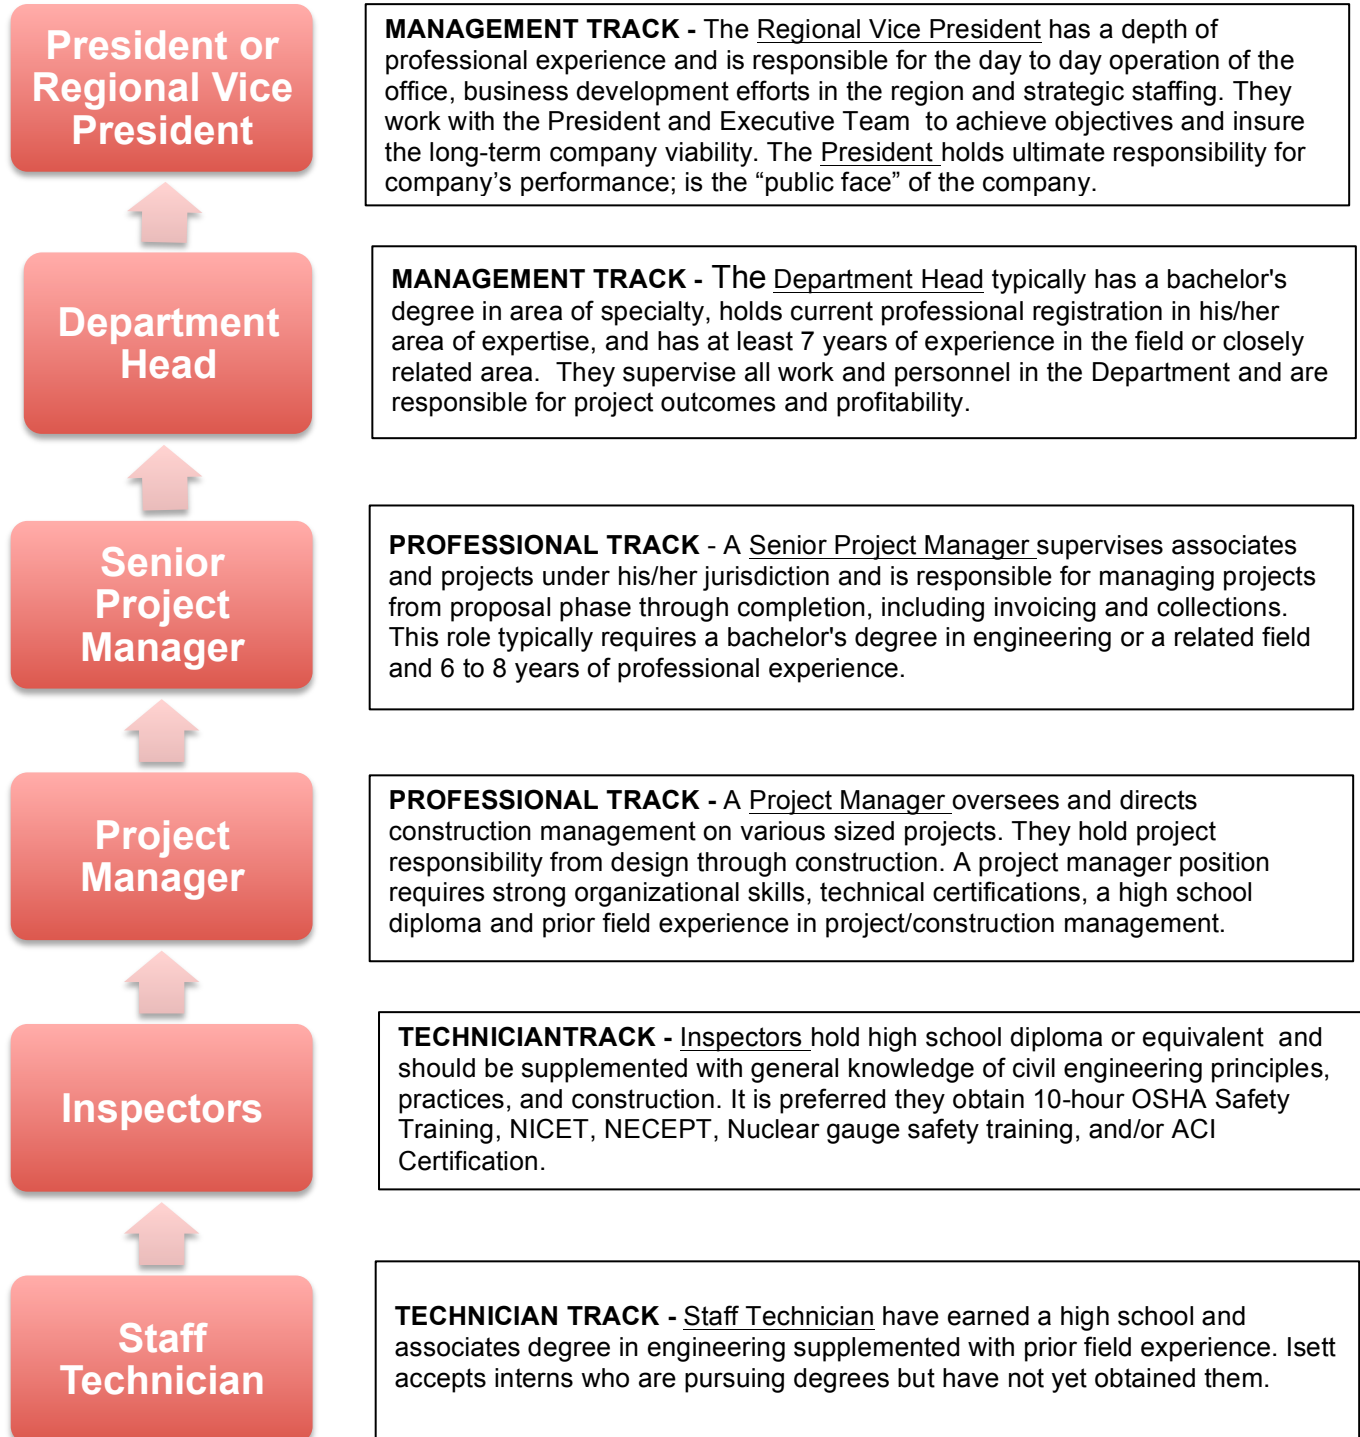 President or
Regional Vice
President
MANAGEMENT TRACK - The Regional Vice President has a depth of
professional experience and is responsible for the day to day operation of the
office, business development efforts in the region and strategic staffing. They
work with the President and Executive Team  to achieve objectives and insure
the long-term company viability. The President holds ultimate responsibility for
company’s performance; is the “public face” of the company.
Department
Head
MANAGEMENT TRACK - The Department Head typically has a bachelor's
degree in area of specialty, holds current professional registration in his/her
area of expertise, and has at least 7 years of experience in the field or closely
related area.  They supervise all work and personnel in the Department and are
responsible for project outcomes and profitability.
Senior
Project
Manager
PROFESSIONAL TRACK - A Senior Project Manager supervises associates
and projects under his/her jurisdiction and is responsible for managing projects
from proposal phase through completion, including invoicing and collections.
This role typically requires a bachelor's degree in engineering or a related field
and 6 to 8 years of professional experience.
Project
Manager
PROFESSIONAL TRACK - A Project Manager oversees and directs
construction management on various sized projects. They hold project
responsibility from design through construction. A project manager position
requires strong organizational skills, technical certifications, a high school
diploma and prior field experience in project/construction management.
Inspectors
TECHNICIANTRACK - Inspectors hold high school diploma or equivalent  and
should be supplemented with general knowledge of civil engineering principles,
practices, and construction. It is preferred they obtain 10-hour OSHA Safety
Training, NICET, NECEPT, Nuclear gauge safety training, and/or ACI
Certification.
Staff
Technician
TECHNICIAN TRACK - Staff Technician have earned a high school and
associates degree in engineering supplemented with prior field experience. Isett
accepts interns who are pursuing degrees but have not yet obtained them.